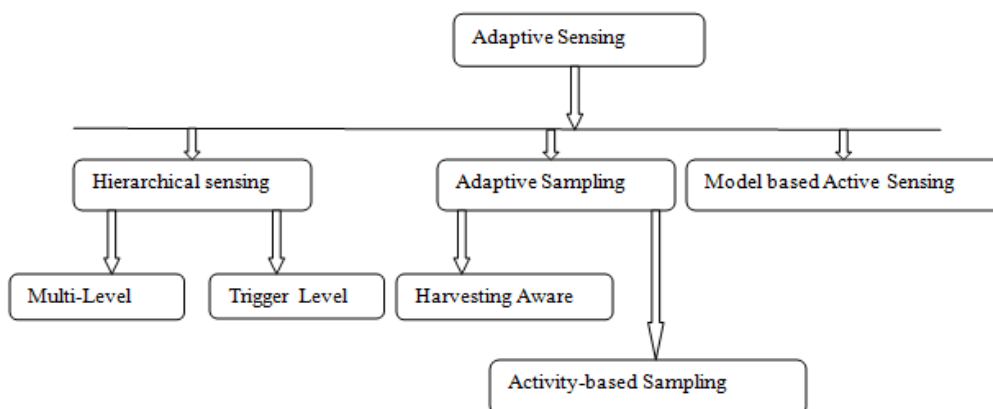 Adaptive Sensing
Hierarchical sensing
Adaptive Sampling
Model based Active Sensing
Multi-Level
Trigger Level
Harvesting Aware
Activity-based Sampling